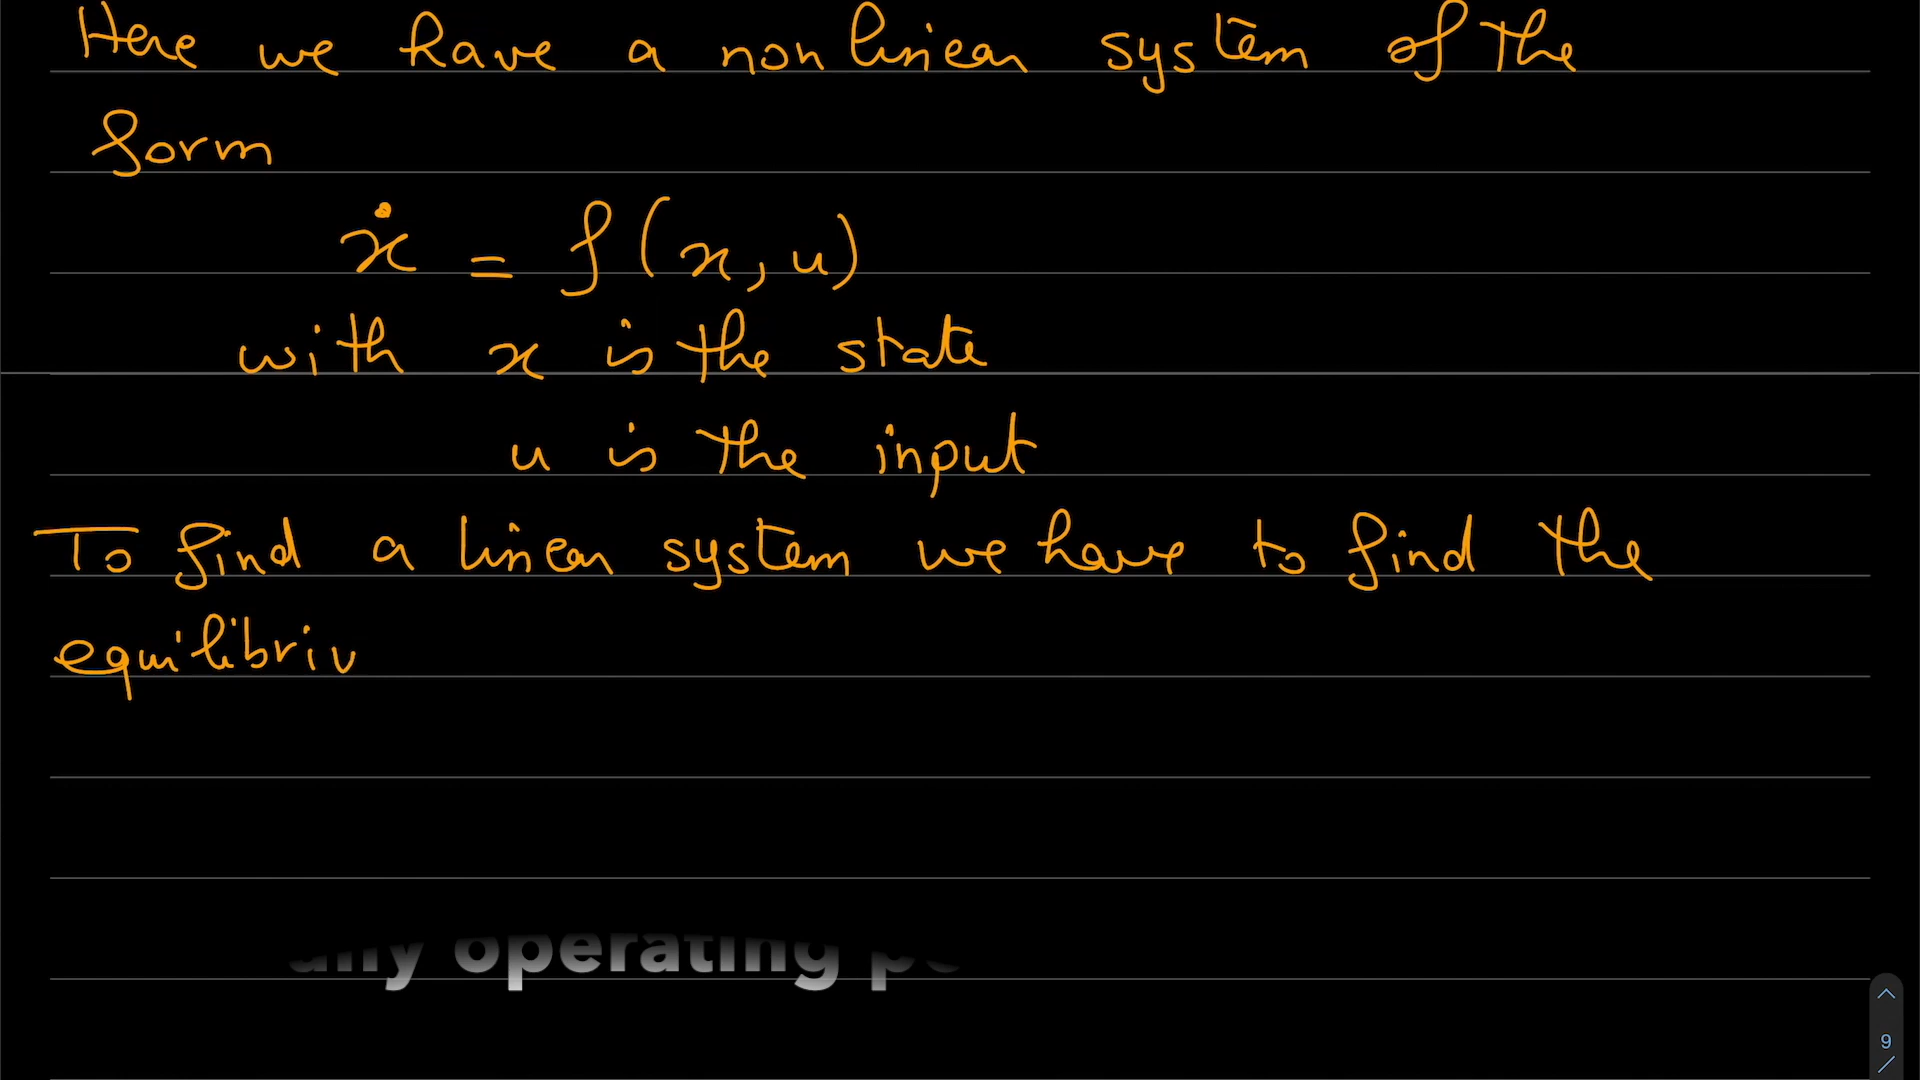 Here we have a non linear system of the
form
ẋ = f(x, u)
with x is the state
u is the input
To find a linear system we have to find the
equilibriu
operating
9